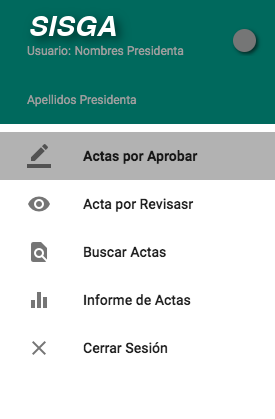 SISGA
Usuario: Nombres Presidenta
Apellidos Presidenta
Actas por Aprobar
Acta por Revisasr
Buscar Actas
Informe de Actas
Cerrar Sesión